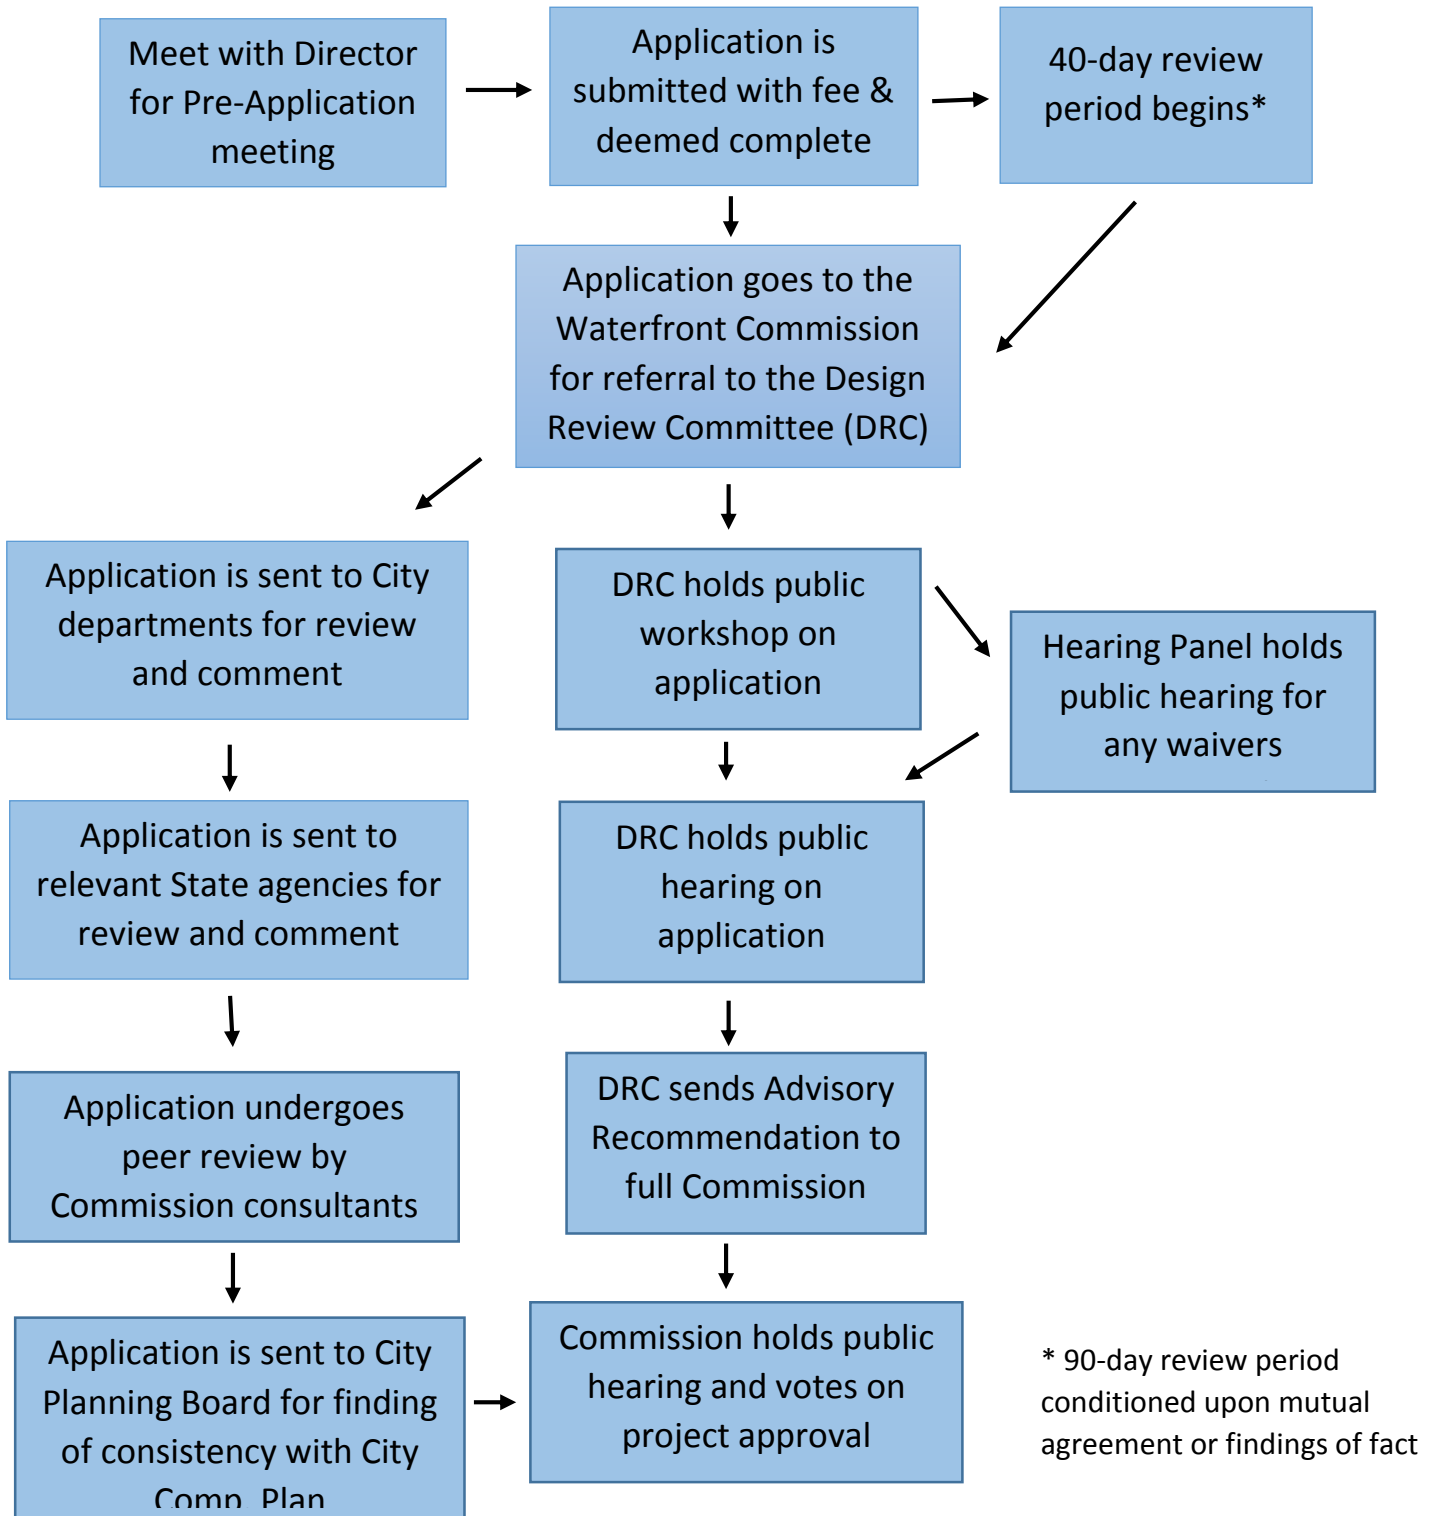 Meet with Director
for Pre-Application
meeting
Application is
submitted with fee &
deemed complete
40-day review
period begins*
Application goes to the
Waterfront Commission
for referral to the Design
Review Committee (DRC)
Application is sent to City
departments for review
and comment
DRC holds public
workshop on
application
Hearing Panel holds
public hearing for
any waivers
Application is sent to
relevant State agencies for
review and comment
DRC holds public
hearing on
application
Application undergoes
peer review by
Commission consultants
DRC sends Advisory
Recommendation to
full Commission
Application is sent to City
Planning Board for finding
of consistency with City
Comp. Plan
Commission holds public
hearing and votes on
project approval
* 90-day review period
conditioned upon mutual
agreement or findings of fact